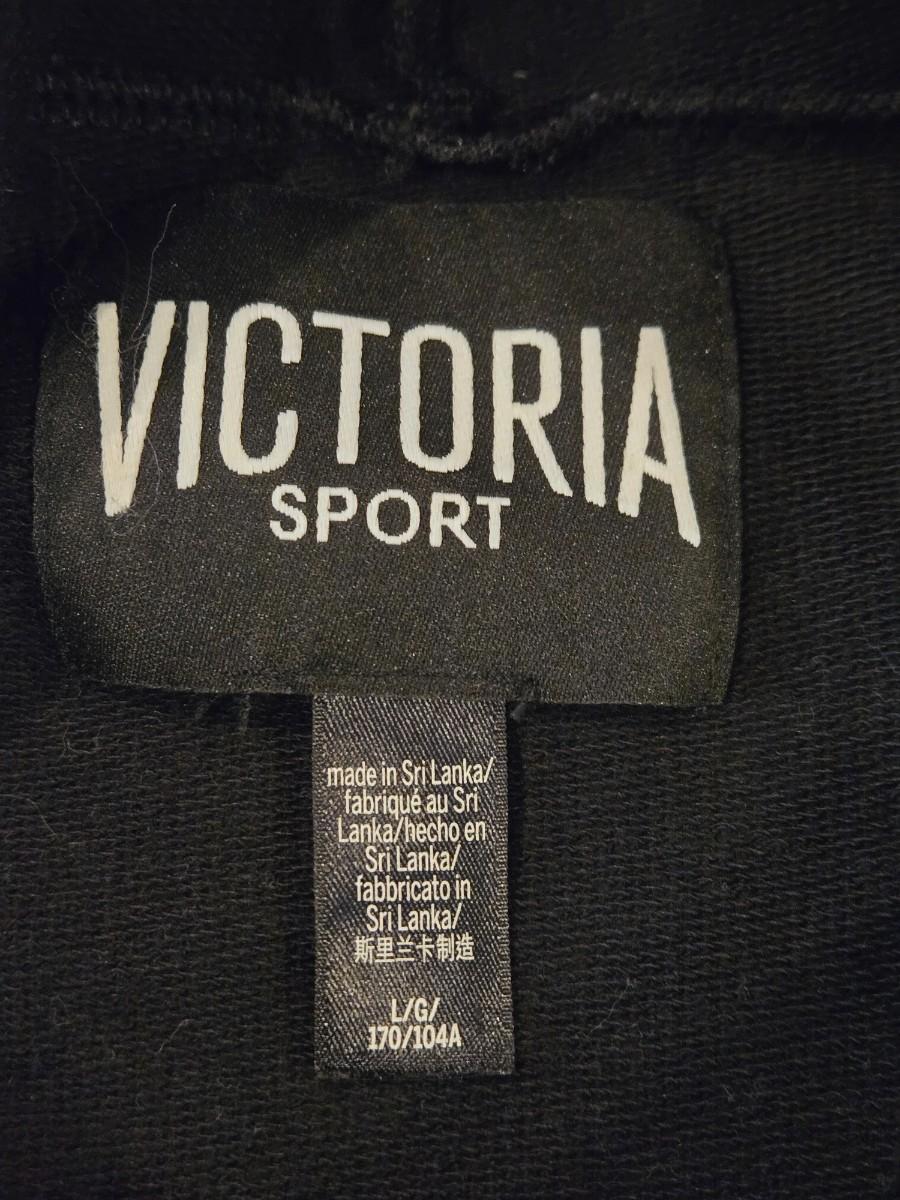 VICTORIA
SPORT
made in Sri Lanka/
fabriqué au Sri
Lanka/hecho en
Sri Lanka/
fabbricato in
Sri Lanka/
斯里兰卡制造
L/G/
170/104A